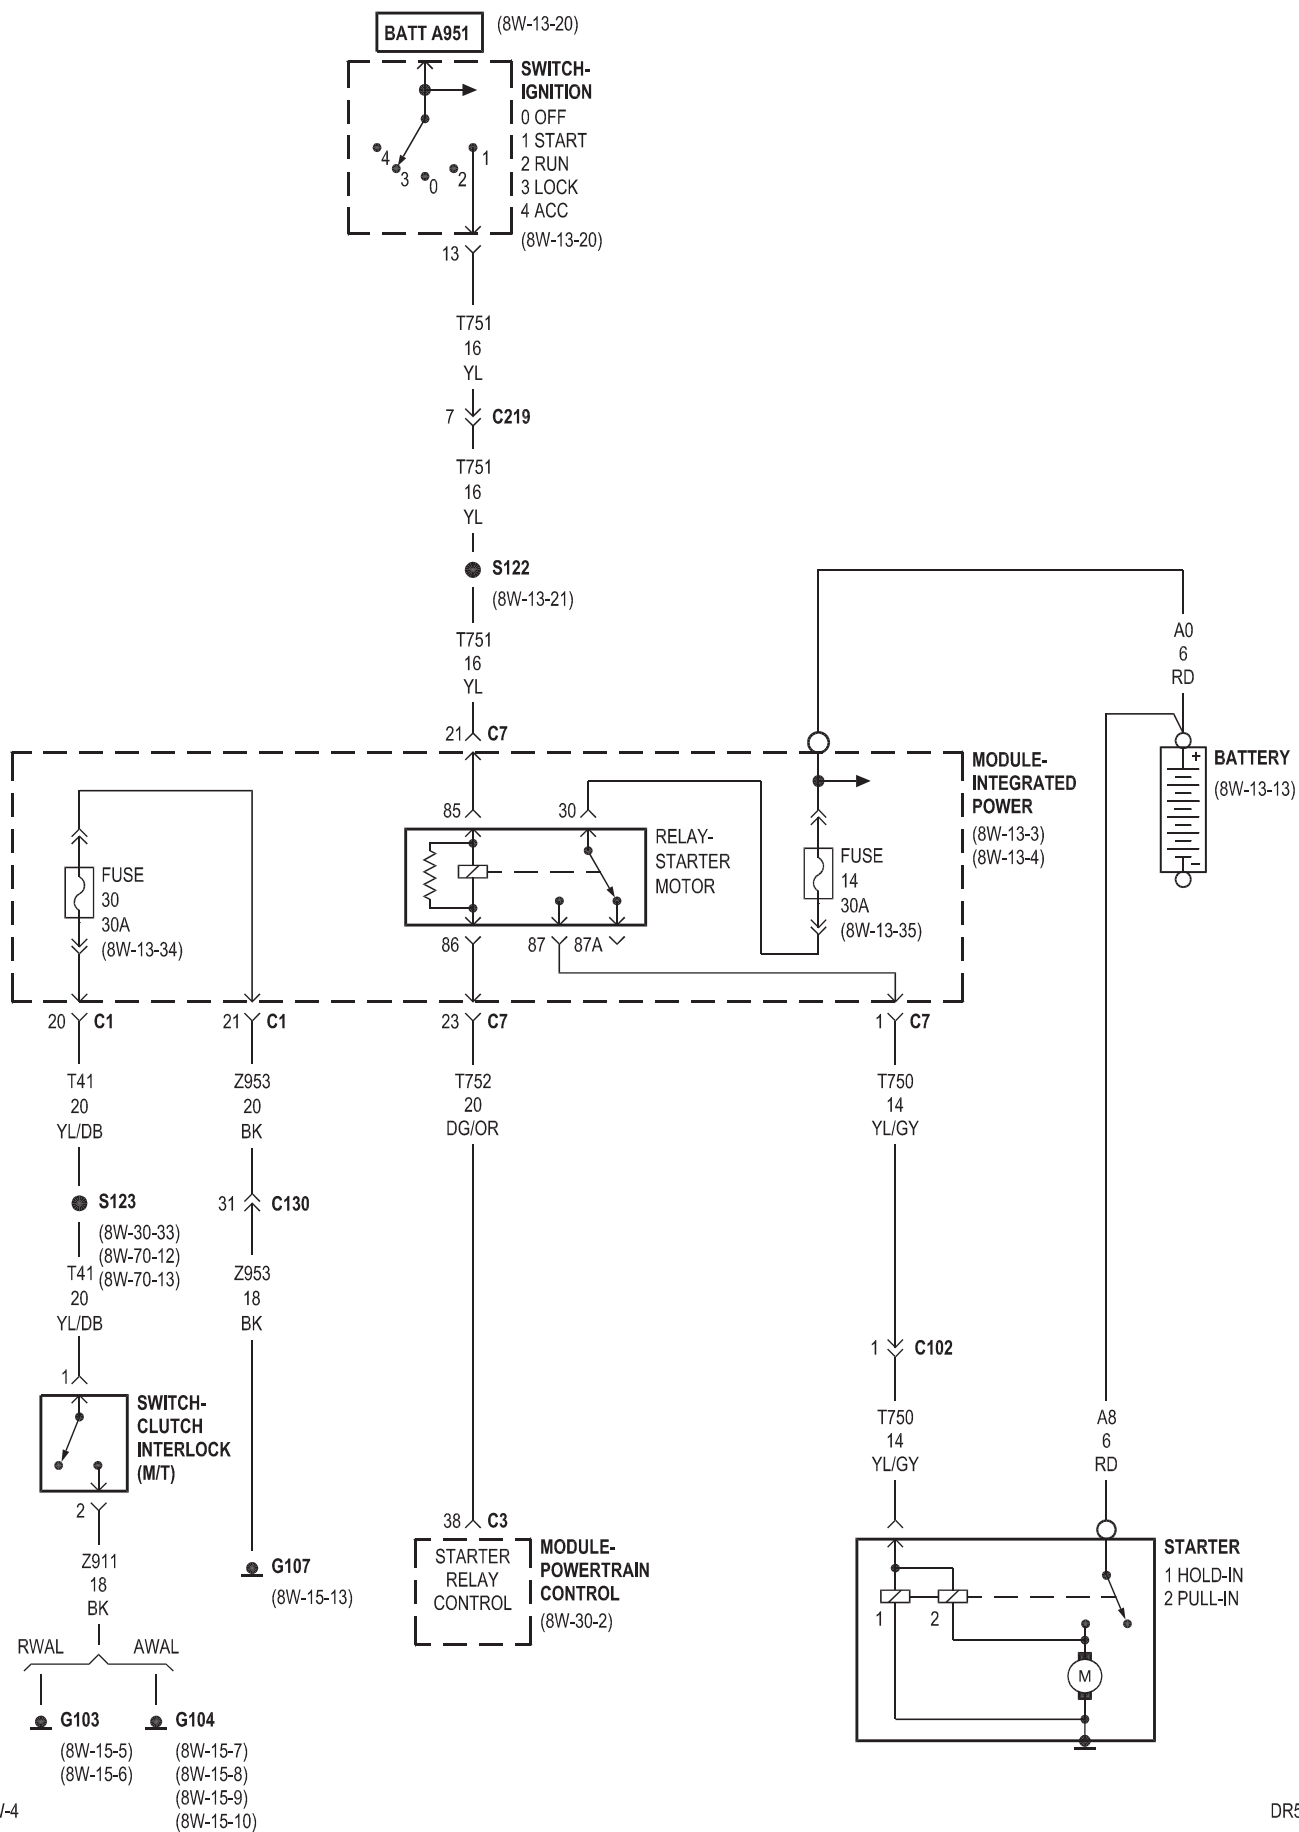 BATT A951
(8W-13-20)
SWITCH-
IGNITION
0 OFF
1 START
2 RUN
3 LOCK
4 ACC
(8W-13-20)
4
3
0
2
1
13
T751
16
YL
7
C219
T751
16
YL
S122
(8W-13-21)
T751
16
YL
21
C7
A0
6
RD
BATTERY
(8W-13-13)
+
-
MODULE-
INTEGRATED
POWER
(8W-13-3)
(8W-13-4)
85
30
RELAY-
STARTER
MOTOR
86
87
87A
FUSE
30
30A
(8W-13-34)
FUSE
14
30A
(8W-13-35)
20
C1
21
C1
23
C7
1
C7
T41
20
YL/DB
Z953
20
BK
T752
20
DG/OR
T750
14
YL/GY
S123
(8W-30-33)
(8W-70-12)
(8W-70-13)
31
C130
T41
20
YL/DB
Z953
18
BK
1
C102
1
SWITCH-
CLUTCH
INTERLOCK
(M/T)
2
T750
14
YL/GY
A8
6
RD
Z911
18
BK
G107
(8W-15-13)
38
C3
STARTER
RELAY
CONTROL
MODULE-
POWERTRAIN
CONTROL
(8W-30-2)
STARTER
1 HOLD-IN
2 PULL-IN
1
2
M
RWAL
AWAL
G103
(8W-15-5)
(8W-15-6)
G104
(8W-15-7)
(8W-15-8)
(8W-15-9)
(8W-15-10)
-4
DR5